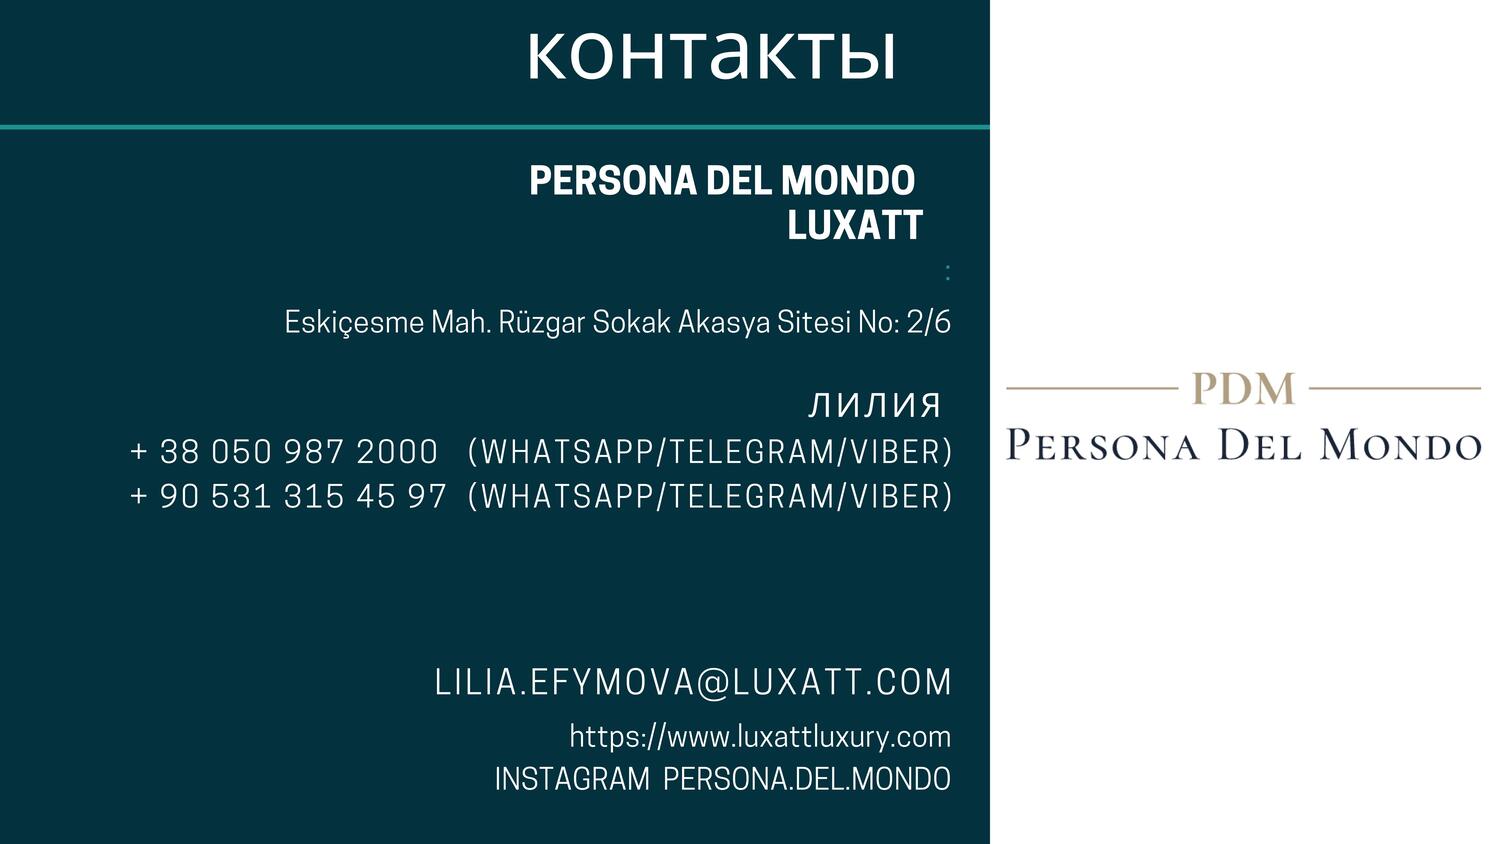 контакты
PERSONA DEL MONDO
LUXATT
:
Eskiçesme Mah. Rüzgar Sokak Akasya Sitesi No: 2/6
ЛИЛИЯ
+ 38 050 987 2000 (WHATSAPP/TELEGRAM/VIBER)
+ 90 531 315 45 97 (WHATSAPP/TELEGRAM/VIBER)
LILIA.EFYMOVA@LUXATT.COM
https://www.luxattluxury.com
INSTAGRAM PERSONA.DEL.MONDO
PDM
PERSONA DEL MONDO